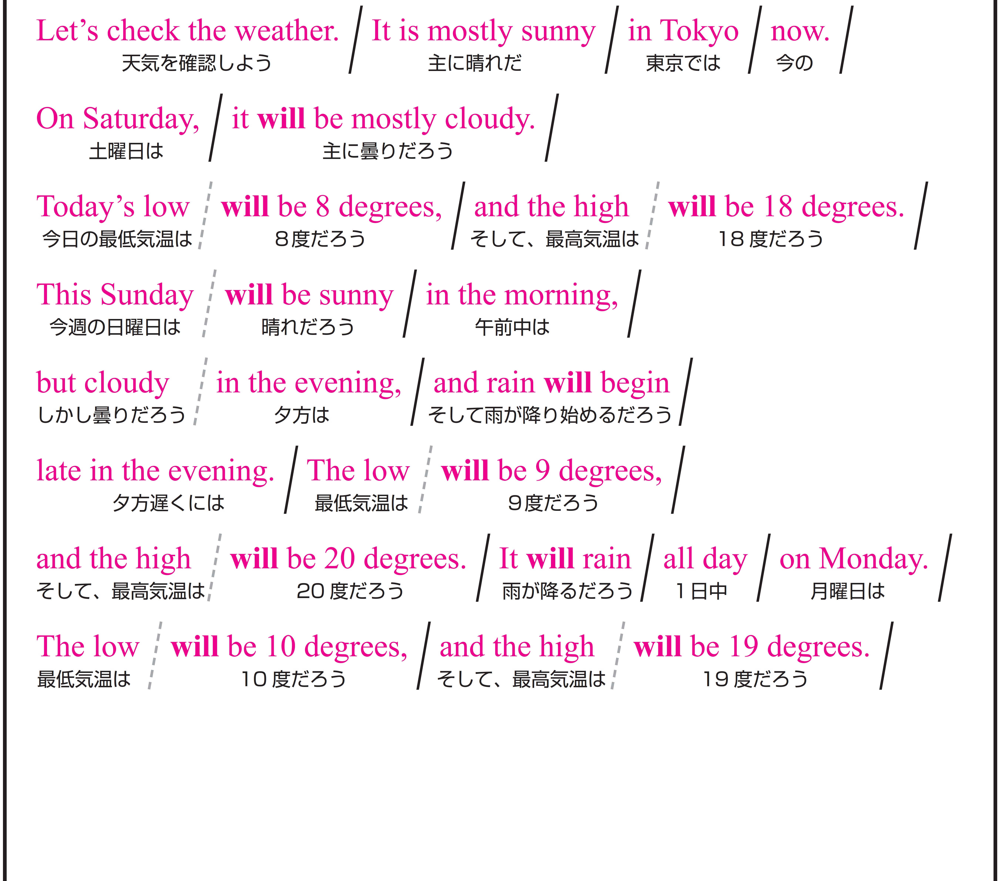 Let’s check the weather. / It is mostly sunny / in Tokyo / now. /
天気を確認しよう 主に晴れだ 東京では 今の
On Saturday, / it will be mostly cloudy. /
土曜日は 主に曇りだろう
Today’s low will be 8 degrees, / and the high will be 18 degrees. /
今日の最低気温は 8度だろう そして、最高気温は 18度だろう
This Sunday will be sunny / in the morning, /
今週の日曜日は 晴れだろう 午前中は
but cloudy in the evening, / and rain will begin /
しかし曇りだろう 夕方は そして雨が降り始めるだろう
late in the evening. / The low will be 9 degrees, /
夕方遅くには 最低気温は 9度だろう
and the high will be 20 degrees. / It will rain / all day / on Monday. /
そして、最高気温は 20度だろう 雨が降るだろう 1日中 月曜日は
The low will be 10 degrees, / and the high will be 19 degrees. /
最低気温は 10度だろう そして、最高気温は 19度だろう